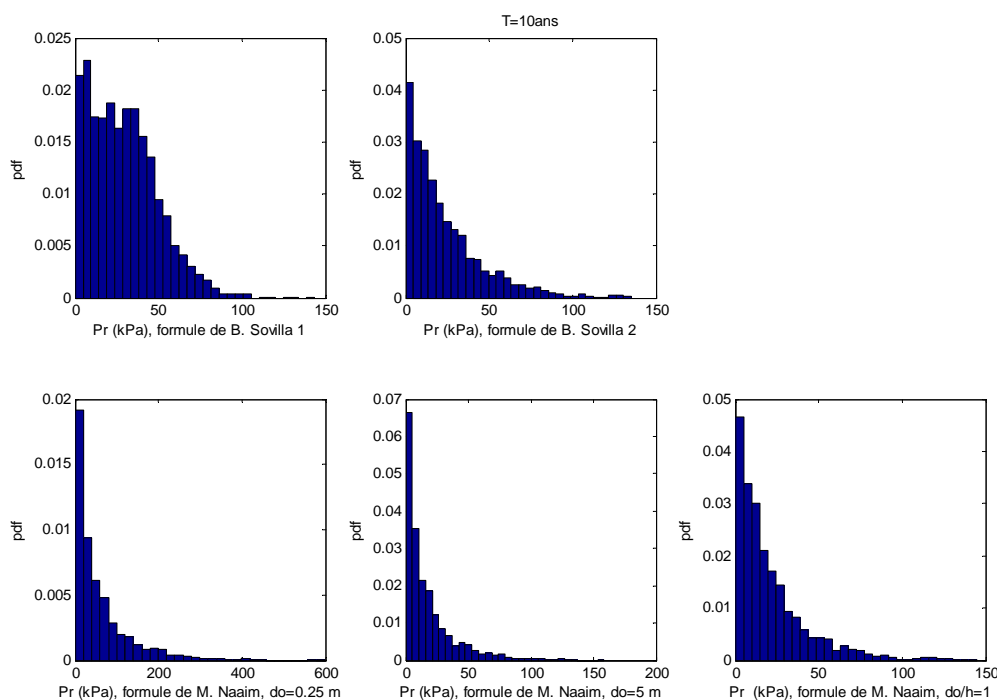 T=10ans
0.025
0.02
0.015
0.01
0.005
0
pdf
0 50 100 150
Pr (kPa), formule de B. Sovilla 1
0.05
0.04
0.03
0.02
0.01
0
pdf
0 50 100 150
Pr (kPa), formule de B. Sovilla 2
0.02
0.015
0.01
0.005
0
pdf
0 200 400 600
Pr (kPa), formule de M. Naaim, do=0.25 m
0.07
0.06
0.05
0.04
0.03
0.02
0.01
0
pdf
0 50 100 150 200
Pr (kPa), formule de M. Naaim, do=5 m
0.05
0.04
0.03
0.02
0.01
0
pdf
0 50 100 150
Pr (kPa), formule de M. Naaim, do/h=1